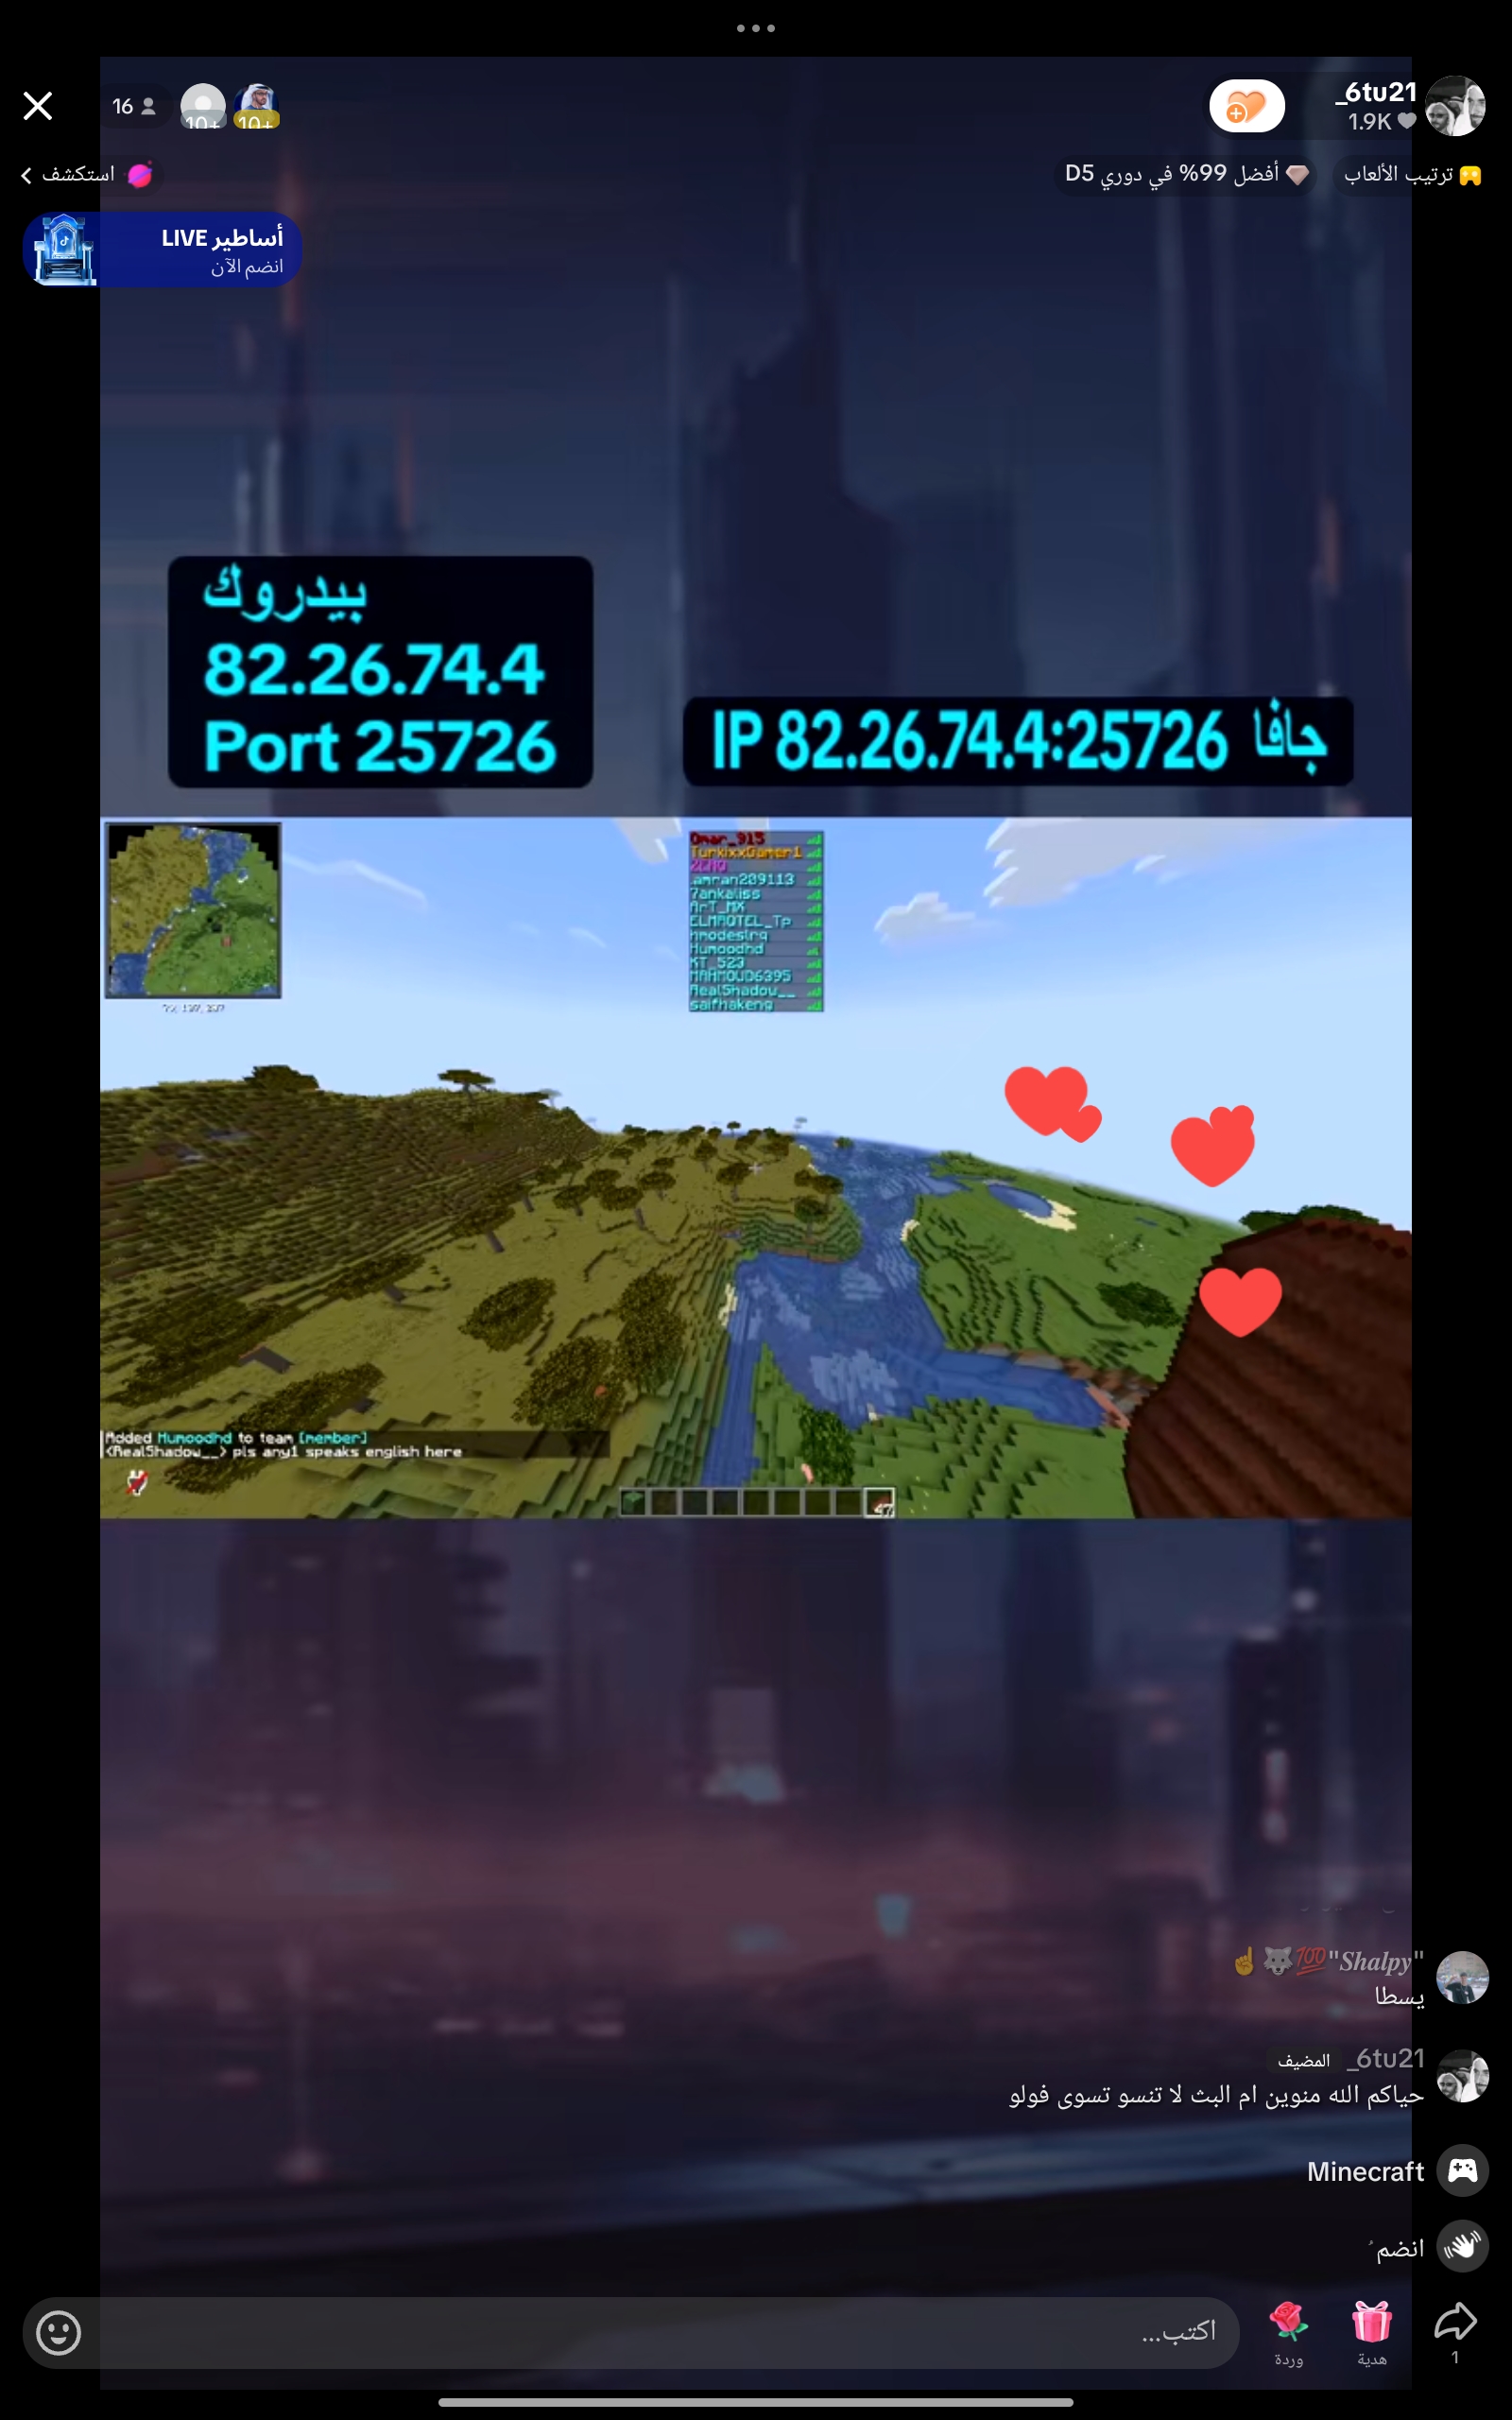 _6tu21
1.9K
16
10+
10+
ترتيب الألعاب
أفضل 99% في دوري D5
استكشف
أساطير LIVE
انضم الآن
بيدروك
82.26.74.4
Port 25726
جافا IP 82.26.74.4:25726
Omar_915
TurkixxGamer1
ZENO
.amran209113
7ankaliss
ArT_MX
ELMAOTEL_Tp
hmodesirq
Humoodhd
KT_523
MAHMOUD6395
RealShadow__
saifhakeng
Added Humoodhd to team [member]
<RealShadow__> pls any1 speaks english here
47
"Shalpy"💯🐺☝️
يسطا
_6tu21 المضيف
حياكم الله منوين ام البث لا تنسو تسوى فولو
Minecraft
انضم
اكتب...
وردة
هدية
1